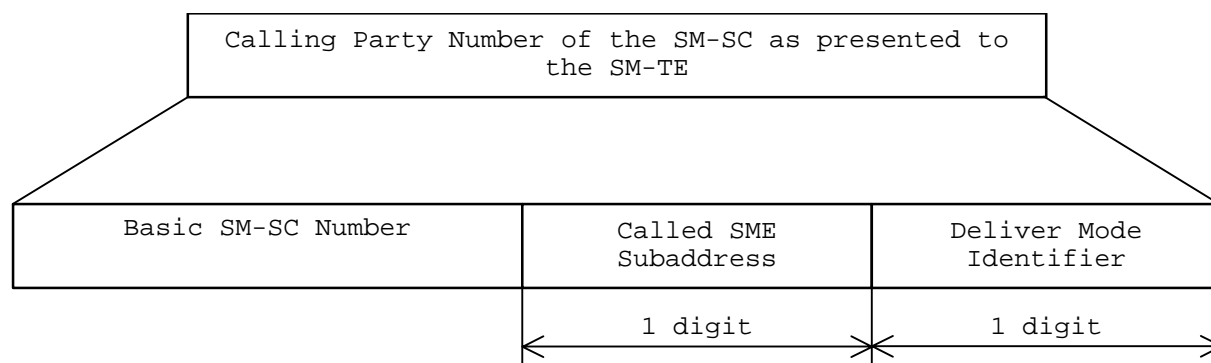 Calling Party Number of the SM-SC as presented to
the SM-TE
Basic SM-SC Number
Called SME
Subaddress
Deliver Mode
Identifier
1 digit
1 digit